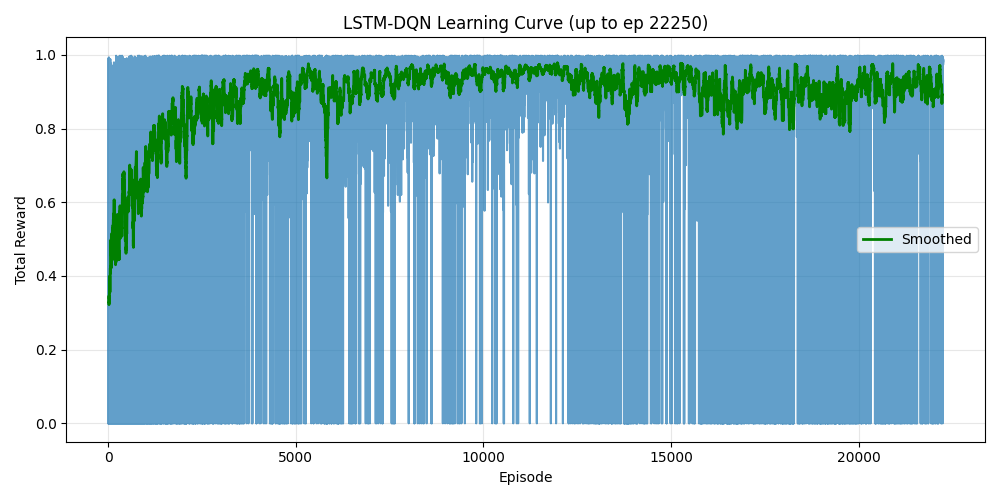 LSTM-DQN Learning Curve (up to ep 22250)
1.0
0.8
0.6
0.4
0.2
0.0
Total Reward
Smoothed
0 5000 10000 15000 20000
Episode